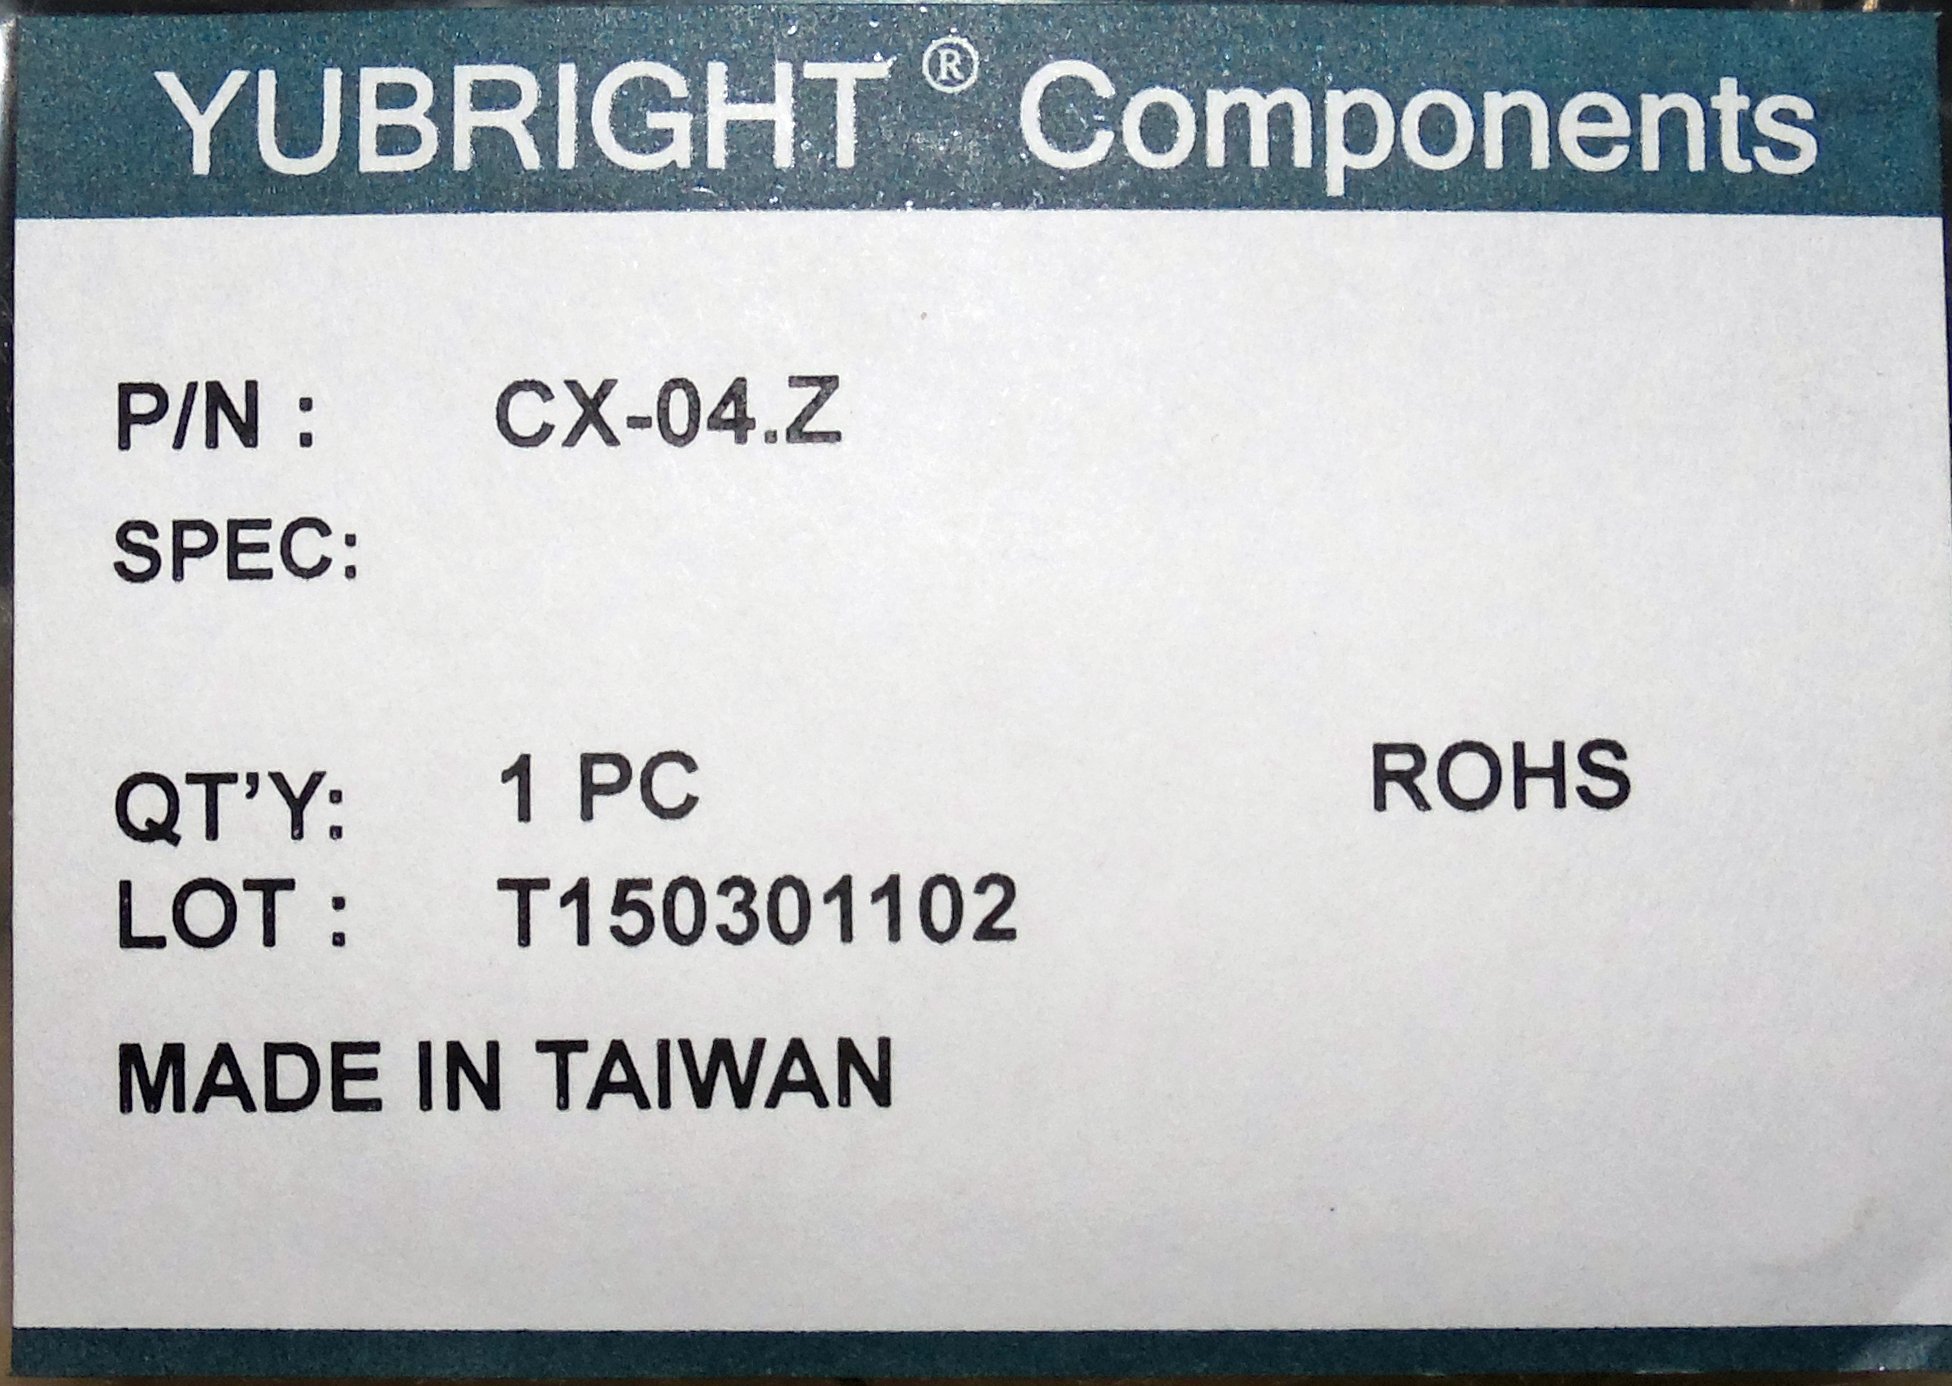 YUBRIGHT® Components
P/N : CX-04.Z
SPEC:
QT'Y: 1 PC ROHS
LOT : T150301102
MADE IN TAIWAN